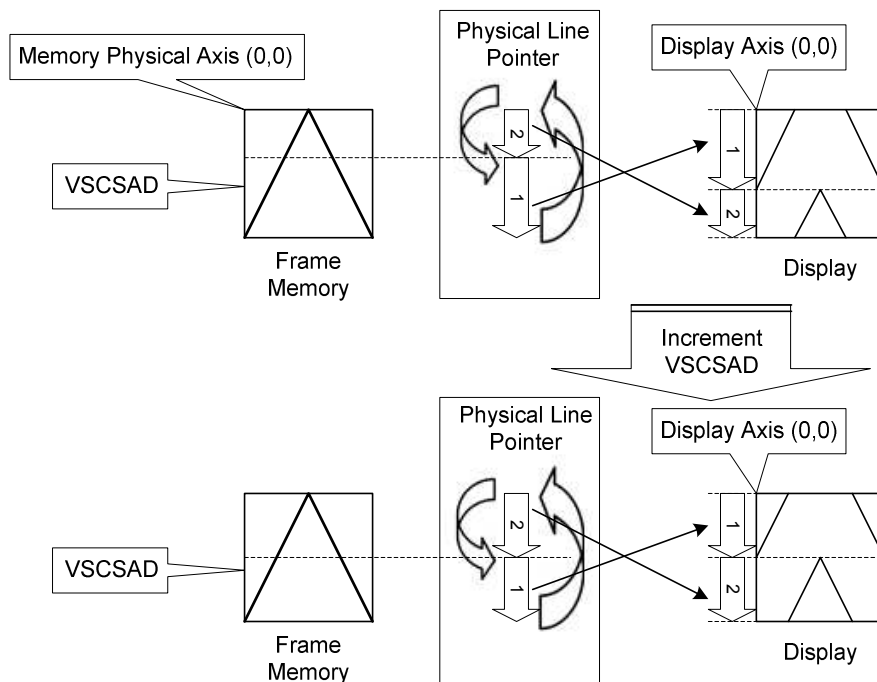 Memory Physical Axis (0,0)
Physical Line
Pointer
Display Axis (0,0)
VSCSAD
2
1
1
2
Frame
Memory
Display
Increment
VSCSAD
Physical Line
Pointer
Display Axis (0,0)
VSCSAD
2
1
1
2
Frame
Memory
Display